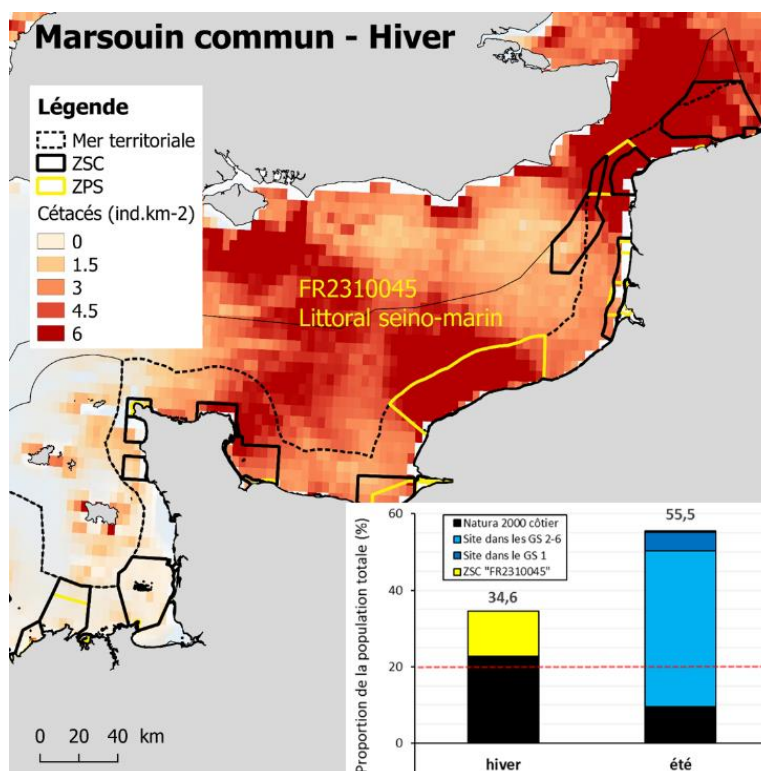 Marsouin commun - Hiver
Légende
Mer territoriale
ZSC
ZPS
Cétacés (ind.km-2)
0
1.5
3
4.5
6
FR2310045
Littoral seino-marin
0 20 40 km
Proportion de la population totale (%)
60
40
20
0
Natura 2000 côtier
Site dans les GS 2-6
Site dans le GS 1
ZSC "FR2310045"
34,6
55,5
hiver
été